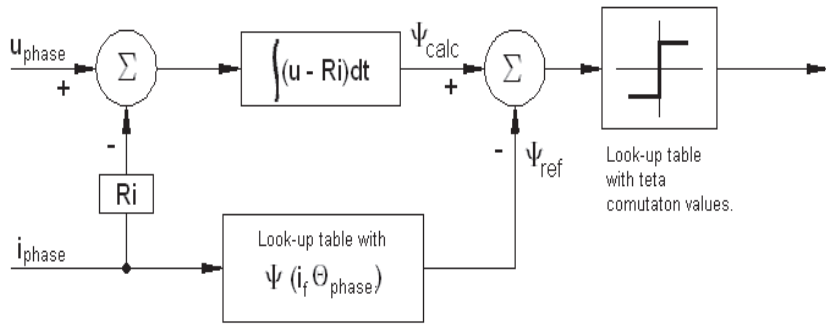 u phase
+
Σ
-
Ri
i phase
∫(u - Ri)dt
Ψ calc
+
Σ
-
Ψ ref
Look-up table with
Ψ (i f Θ phase,)
Look-up table
with teta
comutaton values.